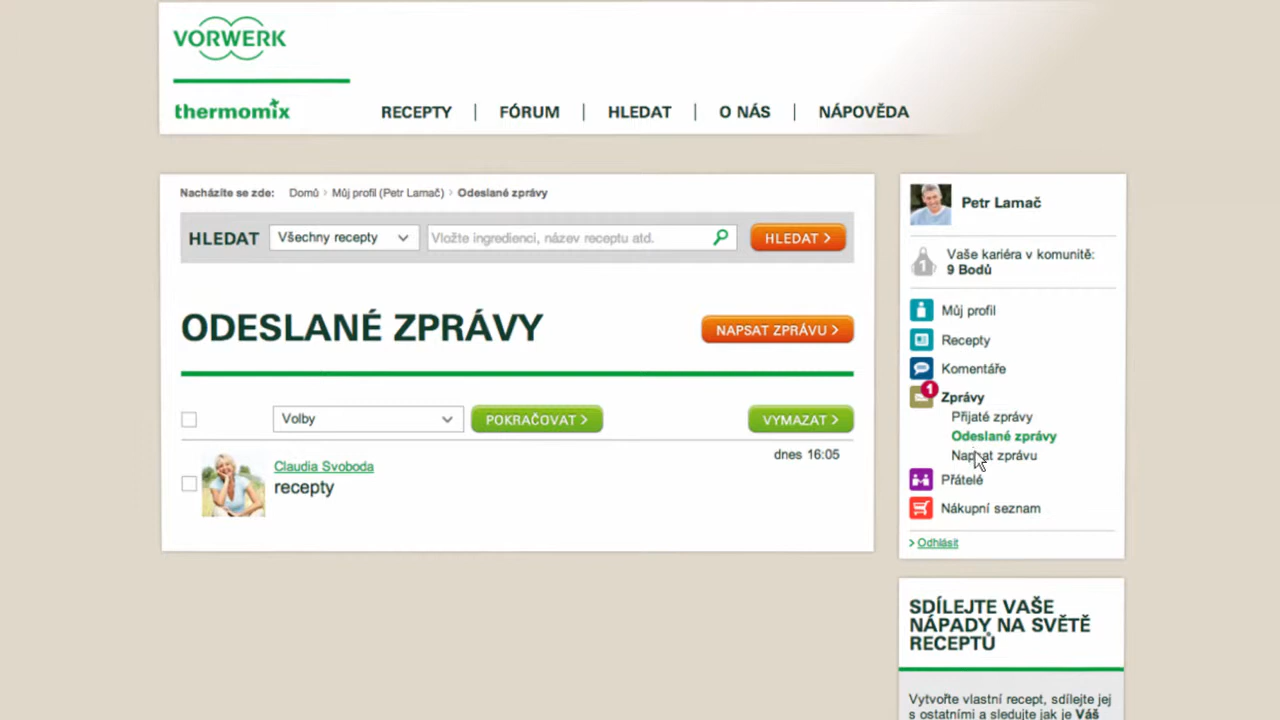 VORWERK
thermomix
RECEPTY | FÓRUM | HLEDAT | O NÁS | NÁPOVĚDA
Nacházíte se zde: Domů › Můj profil (Petr Lamač) › Odeslané zprávy
HLEDAT Všechny recepty Vložte ingredienci, název receptu atd. HLEDAT >
ODESLANÉ ZPRÁVY
NAPSAT ZPRÁVU >
Volby POKRAČOVAT > VYMAZAT >
Claudia Svoboda
dnes 16:05
recepty
Petr Lamač
1
Vaše kariéra v komunitě:
9 Bodů
Můj profil
Recepty
Komentáře
1
Zprávy
Přijaté zprávy
Odeslané zprávy
Napsat zprávu
Přátelé
Nákupní seznam
> Odhlásit
SDÍLEJTE VAŠE
NÁPADY NA SVĚTĚ
RECEPTŮ
Vytvořte vlastní recept, sdílejte jej
s ostatními a sledujte jak je Váš